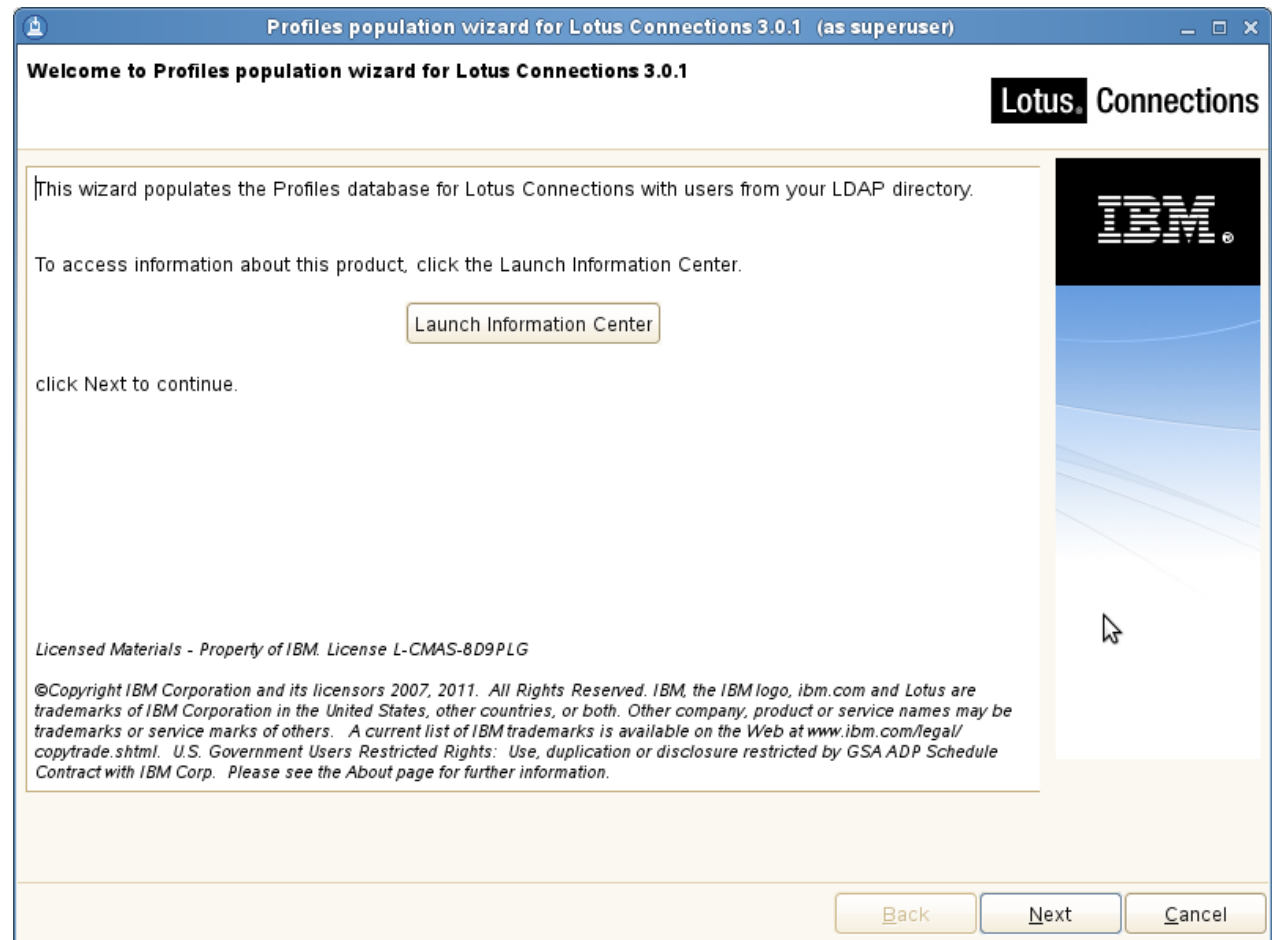 Profiles population wizard for Lotus Connections 3.0.1 (as superuser)
Welcome to Profiles population wizard for Lotus Connections 3.0.1
Lotus. Connections
This wizard populates the Profiles database for Lotus Connections with users from your LDAP directory.
IBM.®
To access information about this product, click the Launch Information Center.
Launch Information Center
click Next to continue.
Licensed Materials - Property of IBM. License L-CMAS-8D9PLG
©Copyright IBM Corporation and its licensors 2007, 2011. All Rights Reserved. IBM, the IBM logo, ibm.com and Lotus are
trademarks of IBM Corporation in the United States, other countries, or both. Other company, product or service names may be
trademarks or service marks of others. A current list of IBM trademarks is available on the Web at www.ibm.com/legal/
copytrade.shtml. U.S. Government Users Restricted Rights: Use, duplication or disclosure restricted by GSA ADP Schedule
Contract with IBM Corp. Please see the About page for further information.
Back Next Cancel